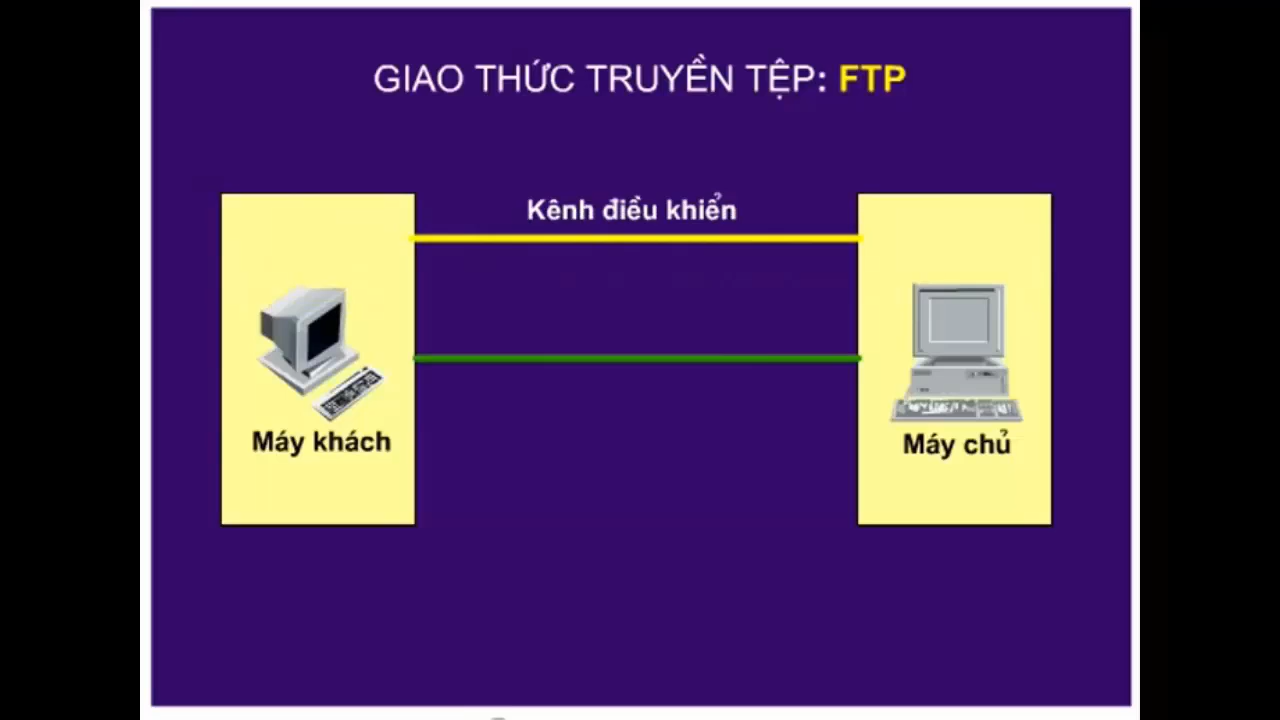 GIAO THỨC TRUYỀN TỆP: FTP
Kênh điều khiển
Máy khách
Máy chủ